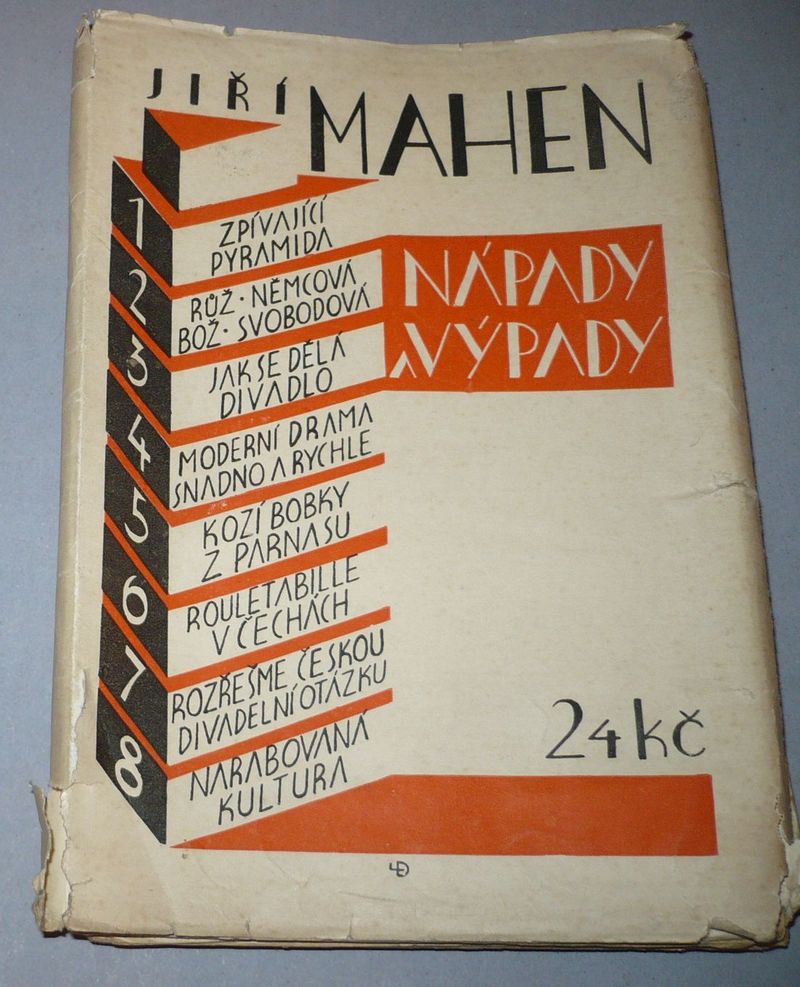 JIŘÍ MAHEN
NÁPADY
A VÝPADY
1
ZPÍVAJÍCÍ
PYRAMIDA
2
RŮŽ · NĚMCOVÁ
BOŽ · SVOBODOVÁ
3
JAK SE DĚLÁ
DIVADLO
4
MODERNÍ DRAMA
SNADNO A RYCHLE
5
KOZÍ BOBKY
Z PARNASU
6
ROULETABILLE
V ČECHÁCH
7
ROZŘEŠME ČESKOU
DIVADELNÍ OTÁZKU
8
NARABOVANÁ
KULTURA
24 KČ